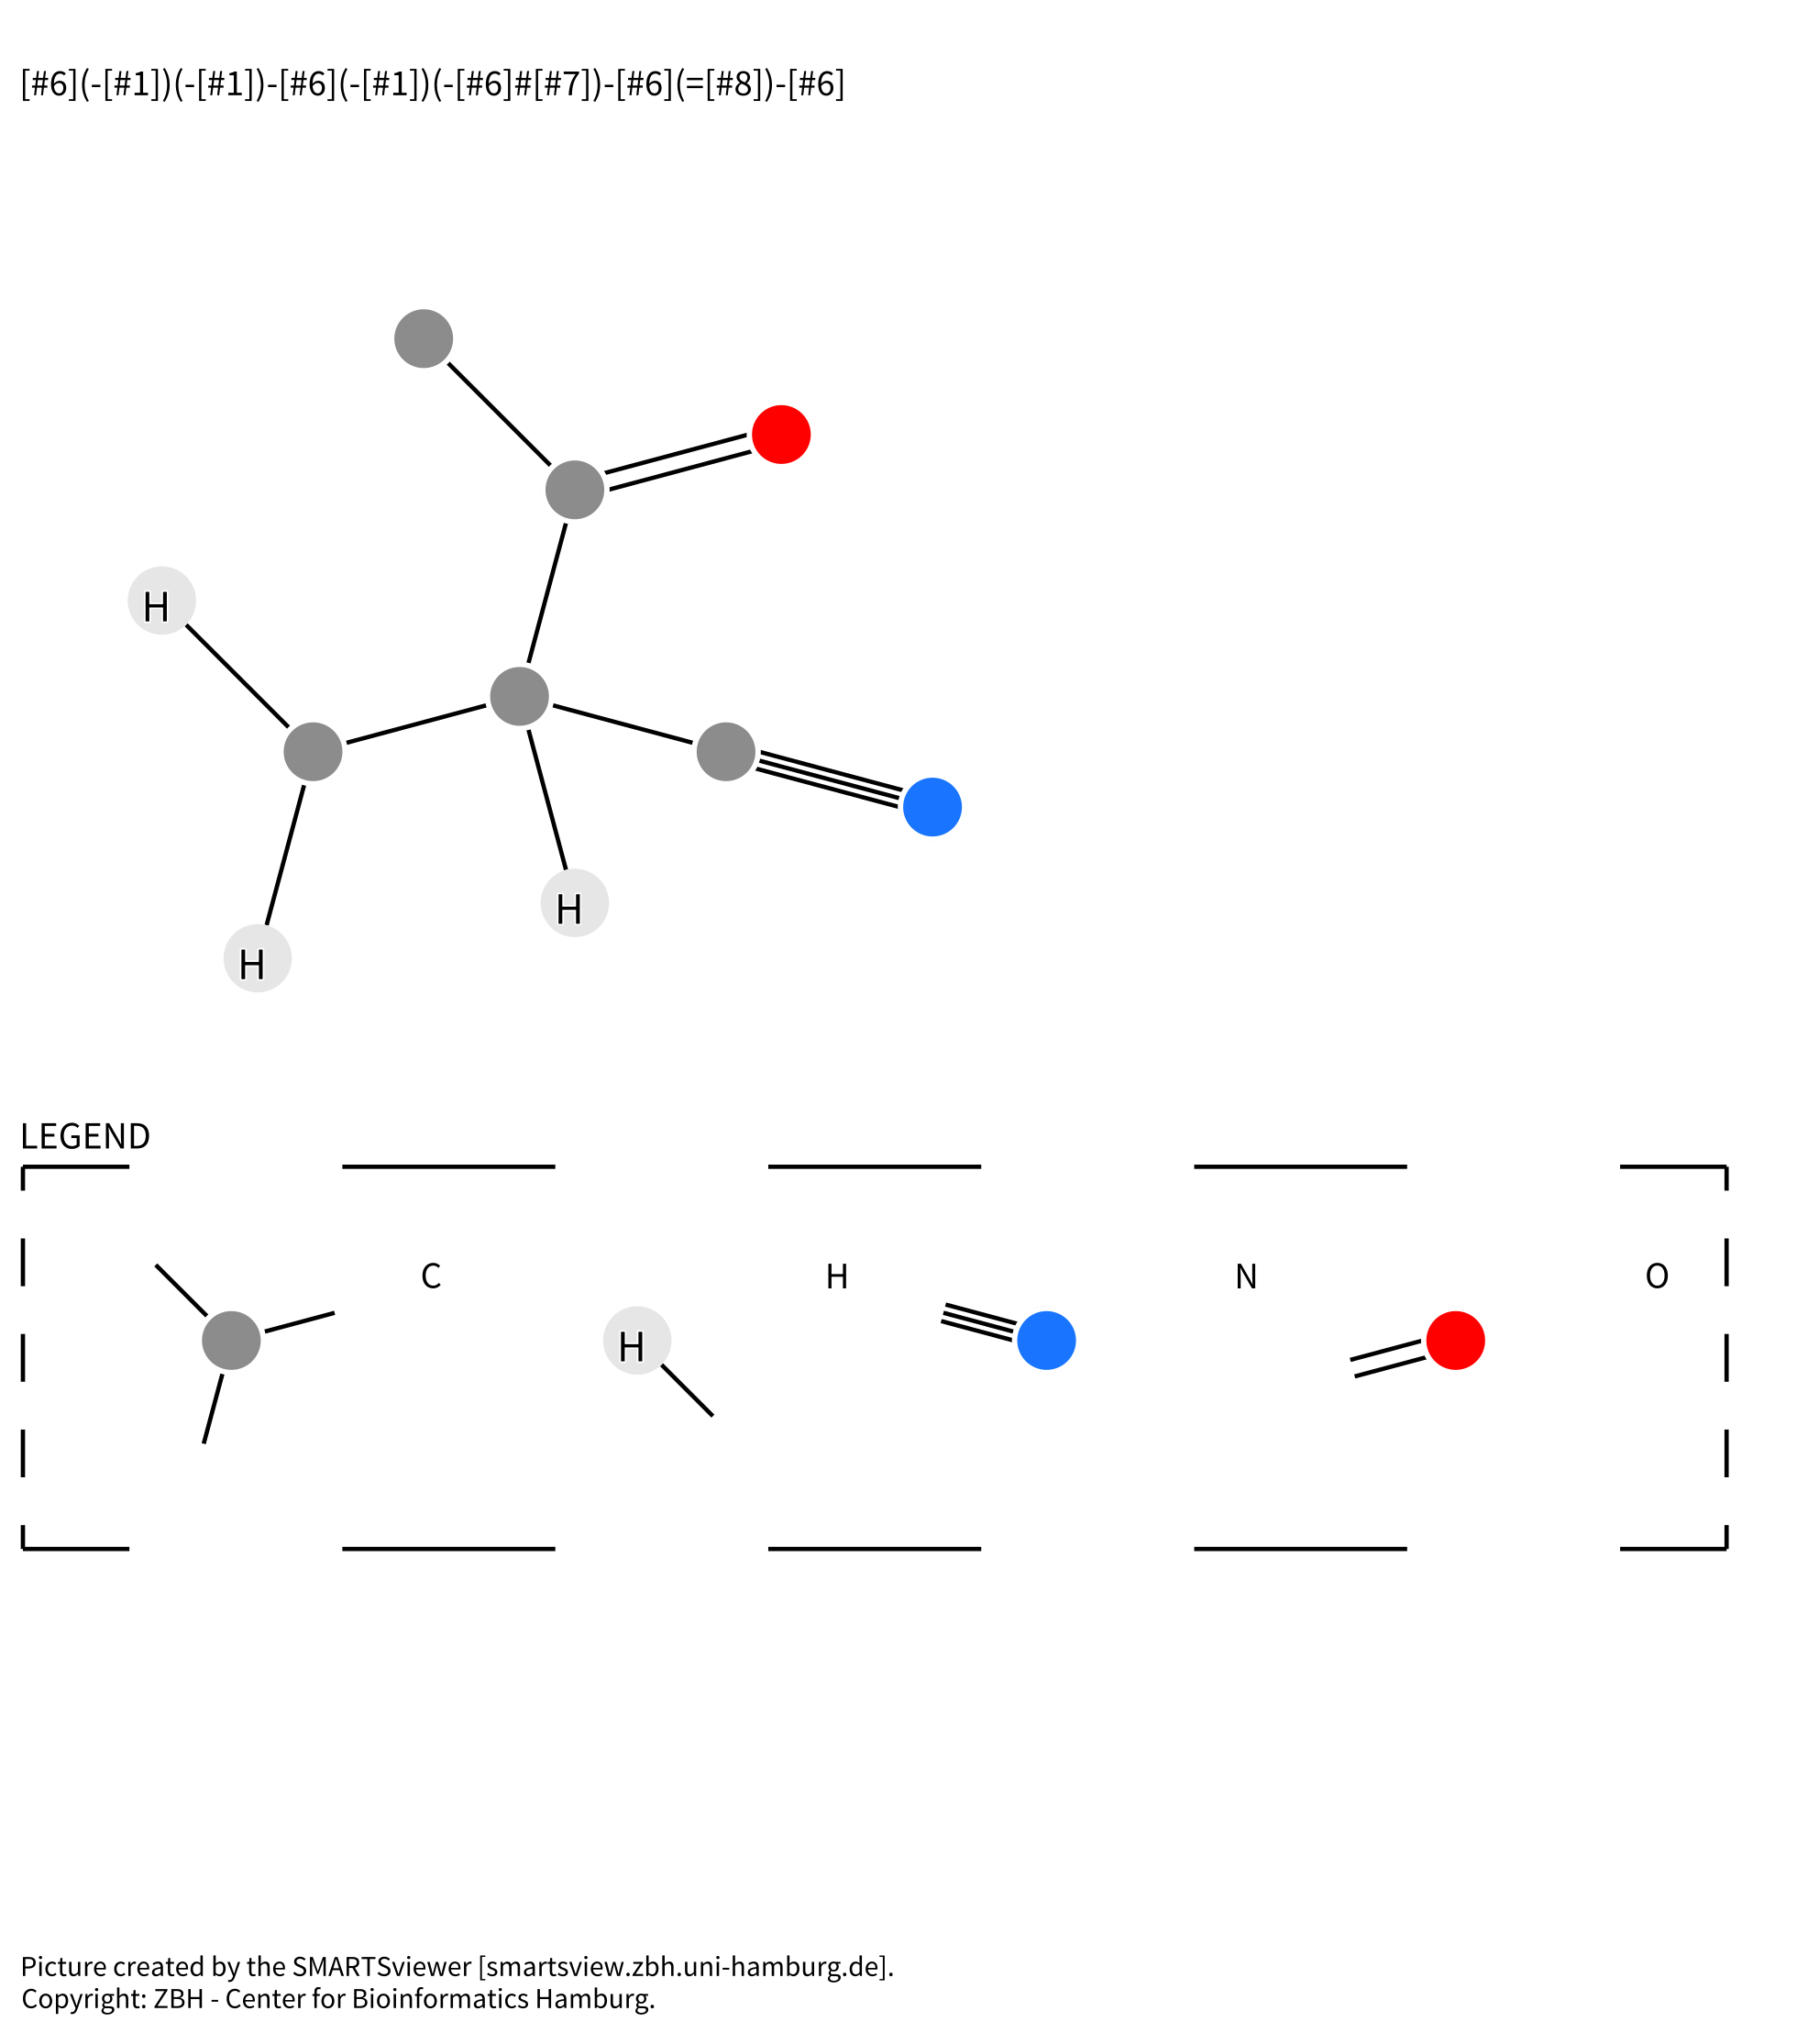 [#6](-[#1])(-[#1])-[#6](-[#1])(-[#6]#[#7])-[#6](=[#8])-[#6]
H
H
H
LEGEND
C
H
H
N
O
Picture created by the SMARTSviewer [smartsview.zbh.uni-hamburg.de].
Copyright: ZBH - Center for Bioinformatics Hamburg.